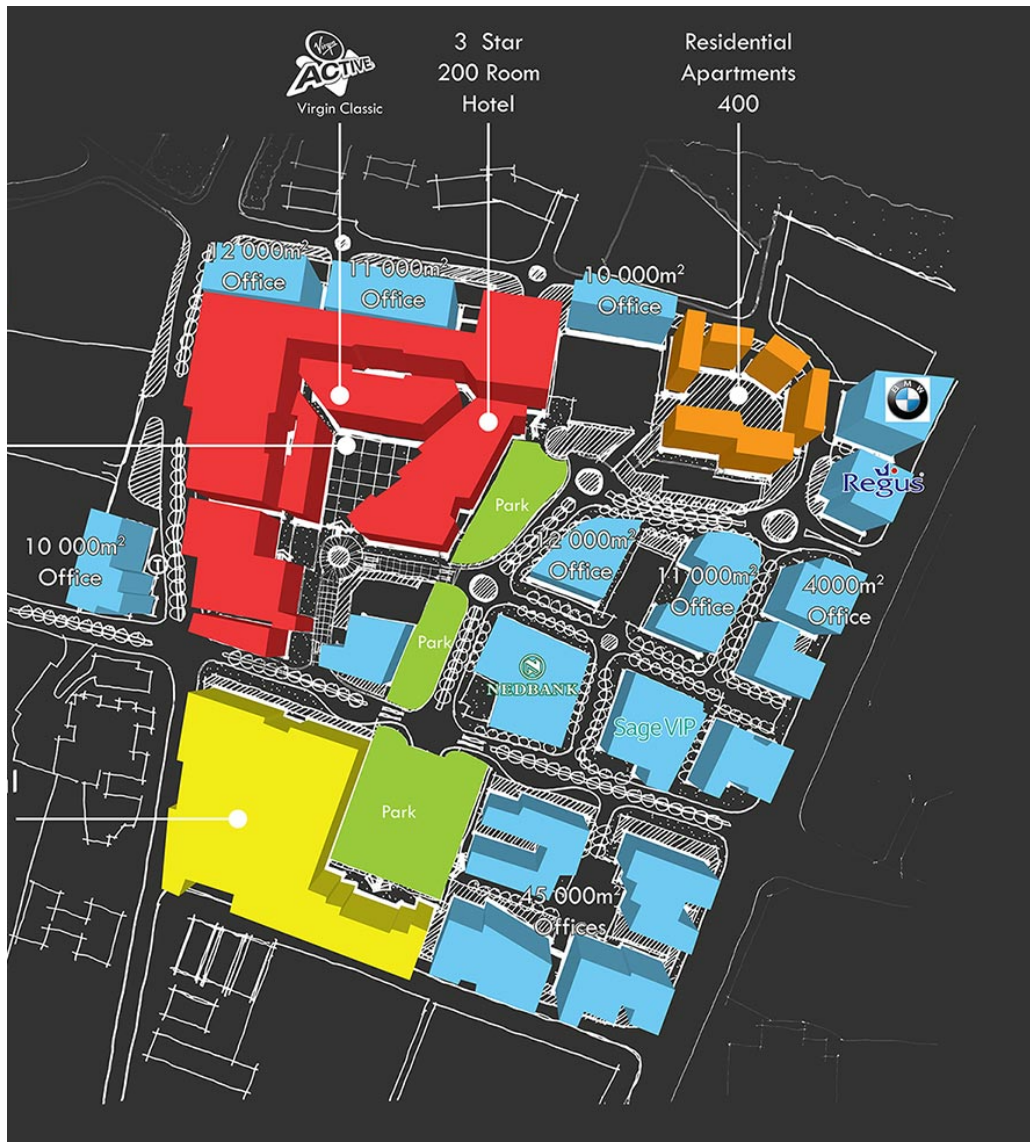 Virgin
ACTIVE
Virgin Classic
3 Star
200 Room
Hotel
Residential
Apartments
400
12 000m²
Office
11 000m²
Office
10 000m²
Office
BMW
Regus
Park
10 000m²
Office
12 000m²
Office
11 000m²
Office
4000m²
Office
Park
NEDBANK
Sage VIP
l
Park
45 000m²
Offices